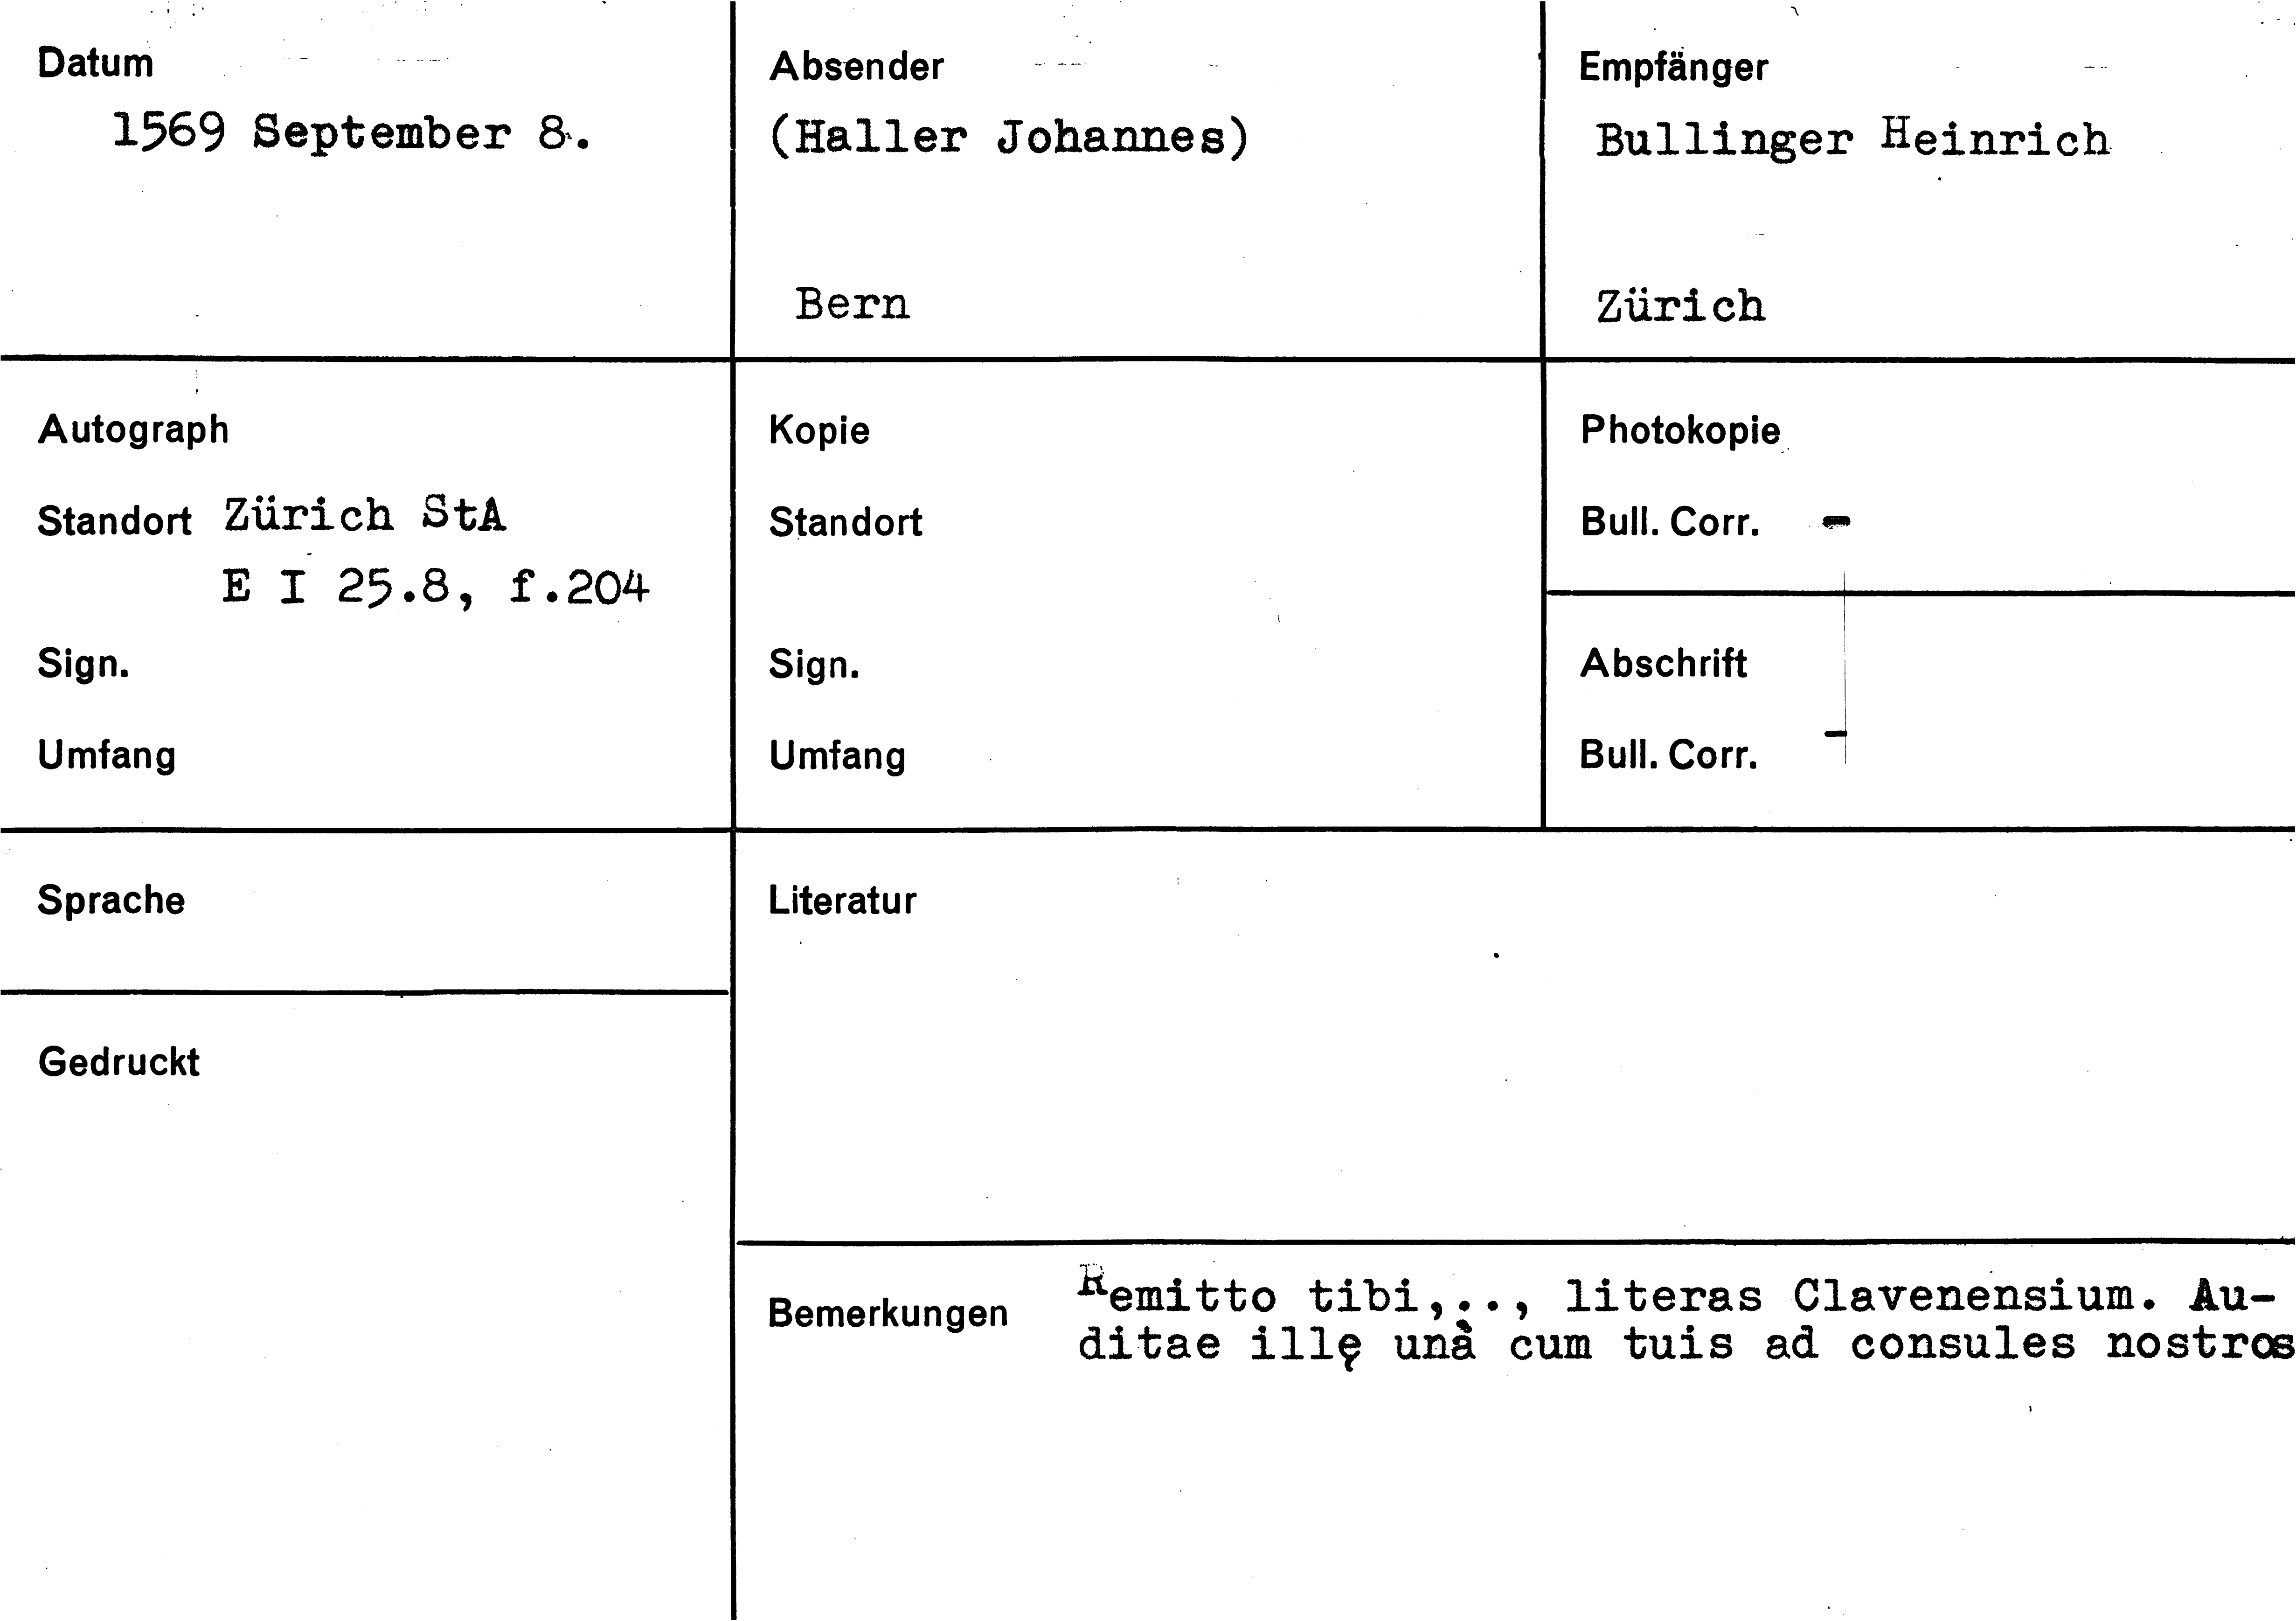 Datum
1569 September 8.
Absender
(Haller Johannes)
Bern
Empfänger
Bullinger Heinrich
Zürich
Autograph
Standort Zürich StA
E I 25.8, f.204
Sign.
Umfang
Kopie
Standort
Sign.
Umfang
Photokopie
Bull. Corr. -
Abschrift
Bull. Corr. -
Sprache
Gedruckt
Literatur
Bemerkungen Remitto tibi,.., literas Clavenensium. Au-
ditae illę unà cum tuis ad consules nostros